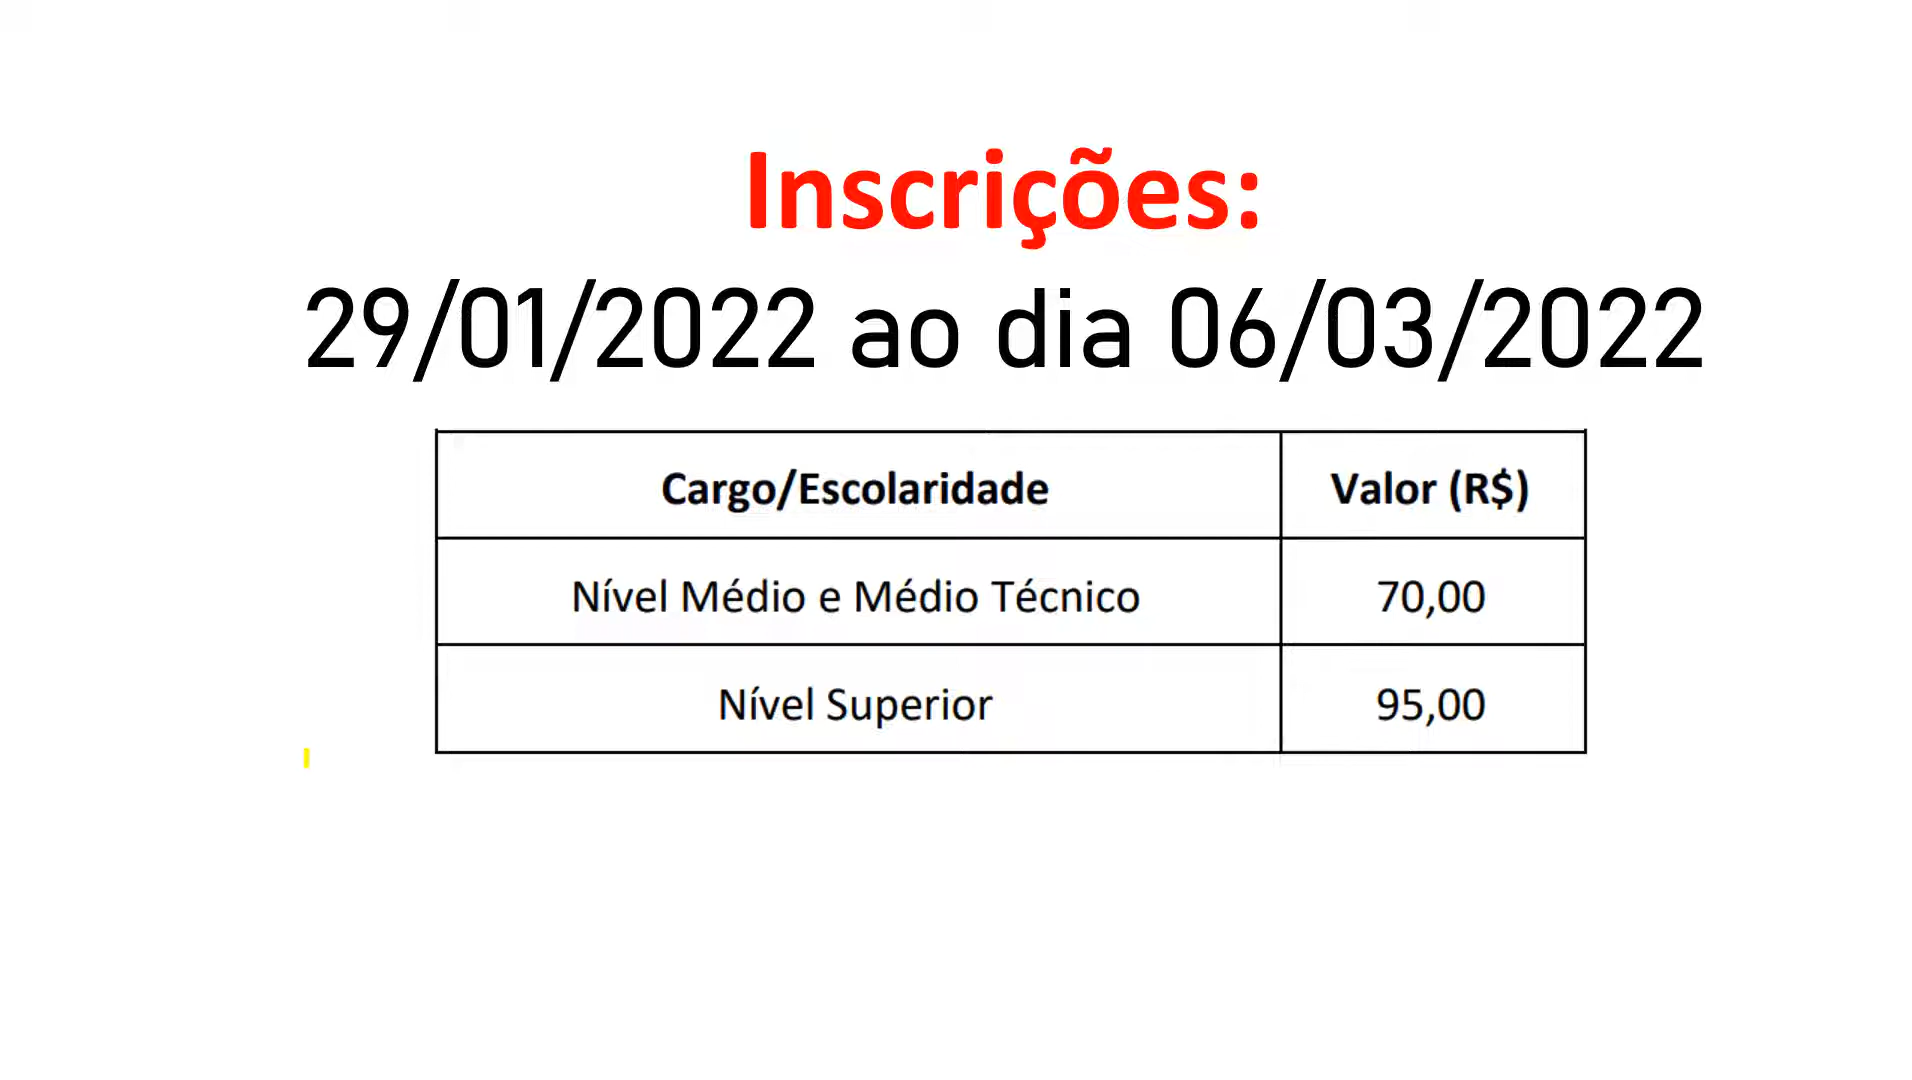 Inscrições:
29/01/2022 ao dia 06/03/2022
Cargo/Escolaridade Valor (R$)
Nível Médio e Médio Técnico 70,00
Nível Superior 95,00